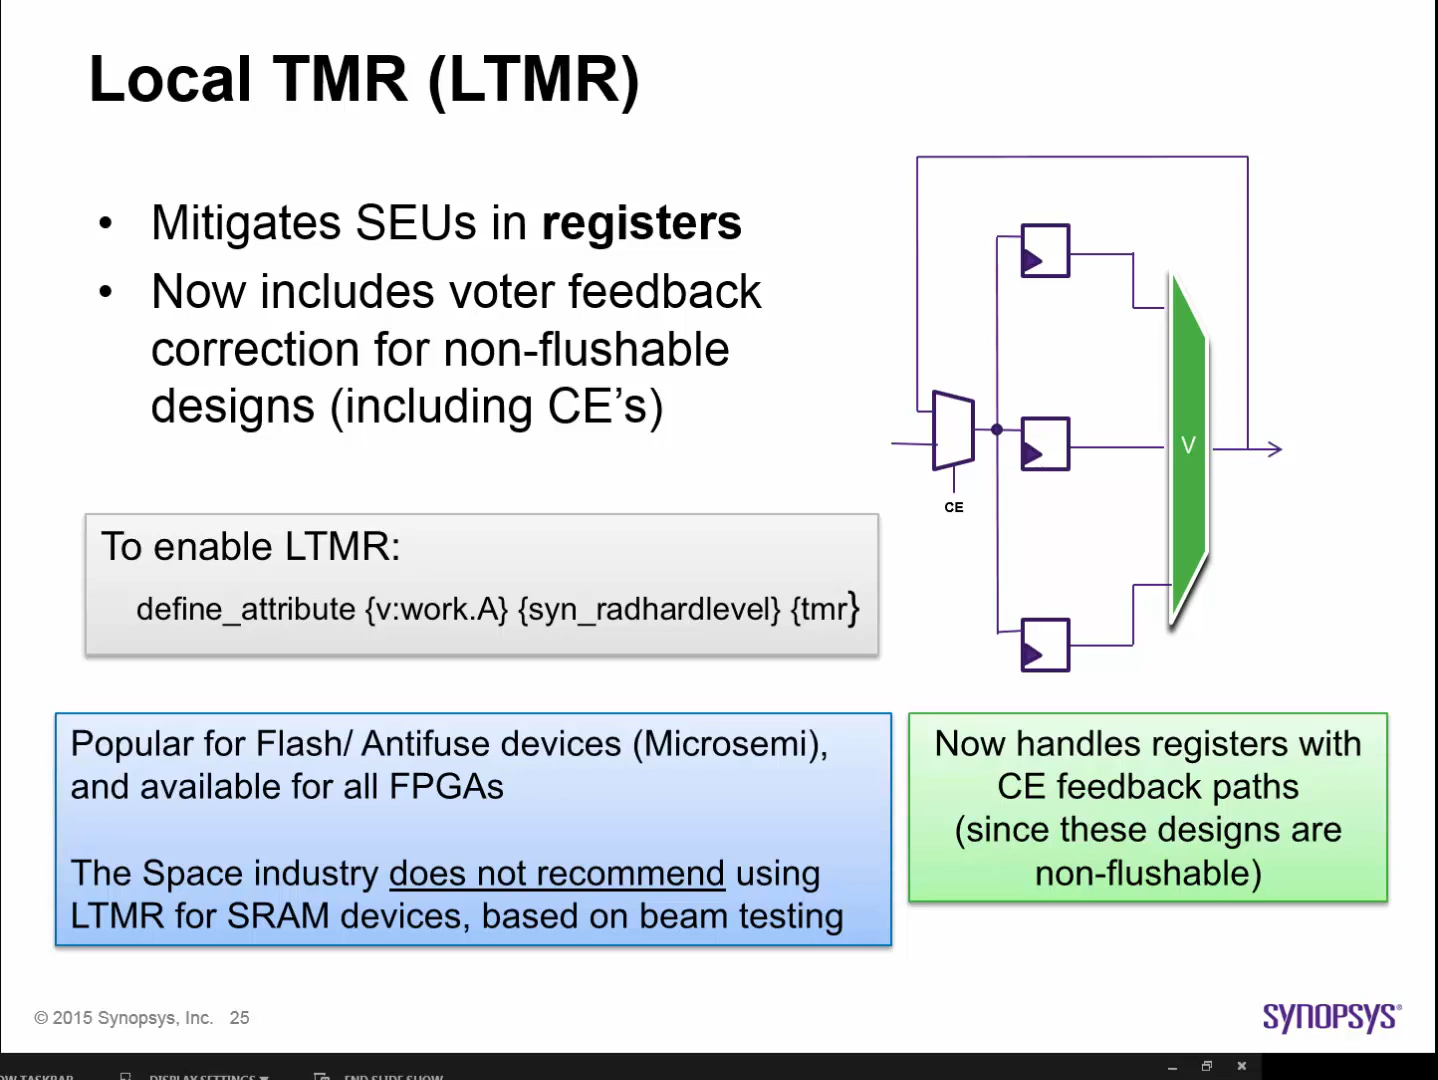 Local TMR (LTMR)
• Mitigates SEUs in registers
• Now includes voter feedback
correction for non-flushable
designs (including CE’s)
V
CE
To enable LTMR:
define_attribute {v:work.A} {syn_radhardlevel} {tmr}
Popular for Flash/ Antifuse devices (Microsemi),
and available for all FPGAs
The Space industry does not recommend using
LTMR for SRAM devices, based on beam testing
Now handles registers with
CE feedback paths
(since these designs are
non-flushable)
© 2015 Synopsys, Inc. 25
SYNOPSYS®
TASKBAR DISPLAY SETTINGS ▾ END SLIDE SHOW